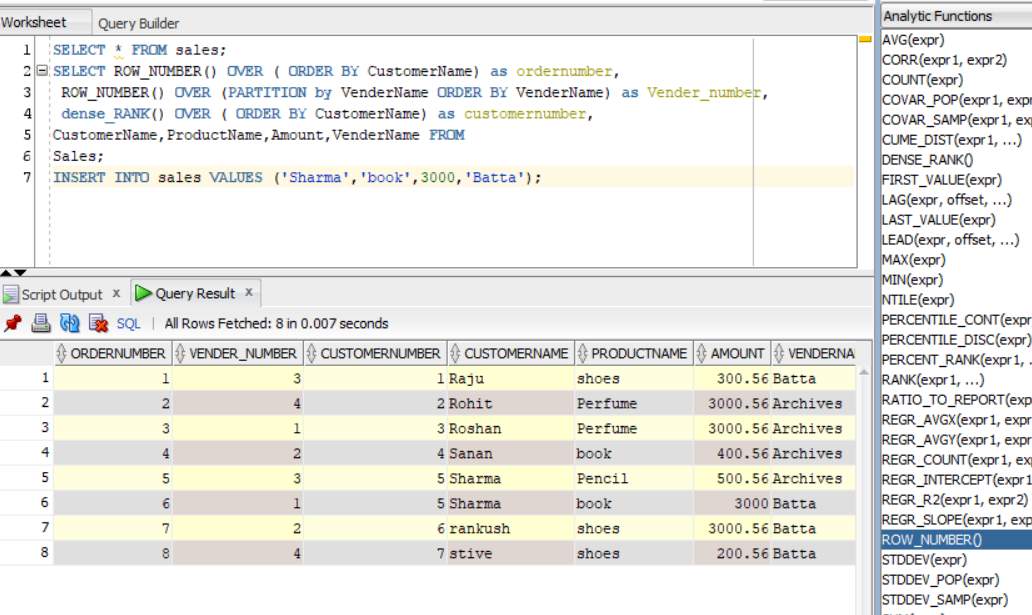 Worksheet Query Builder
1 SELECT * FROM sales;
2 SELECT ROW_NUMBER() OVER ( ORDER BY CustomerName) as ordernumber,
3 ROW_NUMBER() OVER (PARTITION by VenderName ORDER BY VenderName) as Vender_number,
4 dense_RANK() OVER ( ORDER BY CustomerName) as customernumber,
5 CustomerName,ProductName,Amount,VenderName FROM
6 Sales;
7 INSERT INTO sales VALUES ('Sharma','book',3000,'Batta');
Script Output x Query Result x
SQL | All Rows Fetched: 8 in 0.007 seconds
ORDERNUMBER VENDER_NUMBER CUSTOMERNUMBER CUSTOMERNAME PRODUCTNAME AMOUNT VENDERNA
1 1 3 1 Raju shoes 300.56 Batta
2 2 4 2 Rohit Perfume 3000.56 Archives
3 3 1 3 Roshan Perfume 3000.56 Archives
4 4 2 4 Sanan book 400.56 Archives
5 5 3 5 Sharma Pencil 500.56 Archives
6 6 1 5 Sharma book 3000 Batta
7 7 2 6 rankush shoes 3000.56 Batta
8 8 4 7 stive shoes 200.56 Batta
Analytic Functions
AVG(expr)
CORR(expr1, expr2)
COUNT(expr)
COVAR_POP(expr1, expr
COVAR_SAMP(expr1, ex
CUME_DIST(expr1, ...)
DENSE_RANK()
FIRST_VALUE(expr)
LAG(expr, offset, ...)
LAST_VALUE(expr)
LEAD(expr, offset, ...)
MAX(expr)
MIN(expr)
NTILE(expr)
PERCENTILE_CONT(expr
PERCENTILE_DISC(expr)
PERCENT_RANK(expr1, .
RANK(expr1, ...)
RATIO_TO_REPORT(exp
REGR_AVGX(expr1, expr
REGR_AVGY(expr1, expr
REGR_COUNT(expr1, ex
REGR_INTERCEPT(expr1
REGR_R2(expr1, expr2)
REGR_SLOPE(expr1, exp
ROW_NUMBER()
STDDEV(expr)
STDDEV_POP(expr)
STDDEV_SAMP(expr)